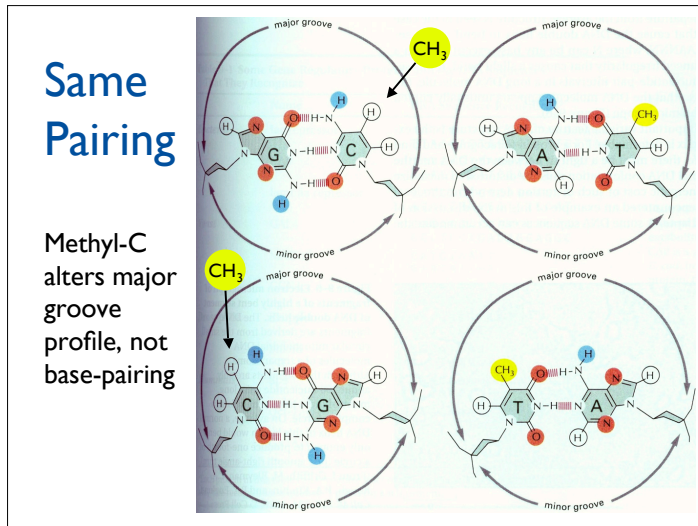 Same
Pairing
Methyl-C
alters major
groove
profile, not
base-pairing
major groove
CH3
H
H
O H-N
H
N
H
G
N-H N
C
N
N
N-H O
N
H
minor groove
major groove
H
N-H O
CH3
H
N
A
N H-N
T
H
N
N
N
H
O
minor groove
major groove
CH3
H
H
N-H O
N
H
H
C
N H-N
G
N
N
O H-N
N
H
minor groove
major groove
CH3
H
O H-N
N
H
H
T
N-H N
A
N
N
O
H
N
minor groove